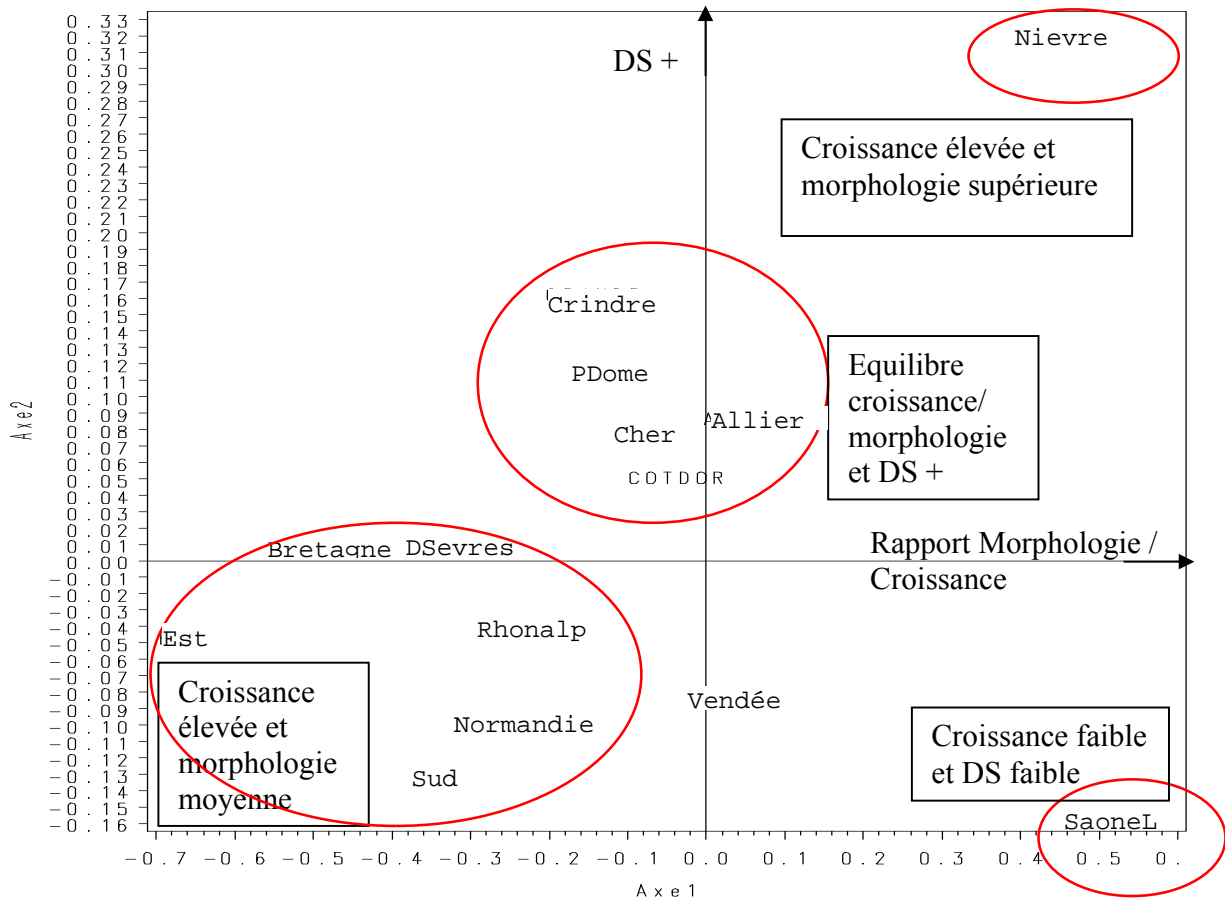 0.33
0.32
0.31
0.30
0.29
0.28
0.27
0.26
0.25
0.24
0.23
0.22
0.21
0.20
0.19
0.18
0.17
0.16
0.15
0.14
0.13
0.12
0.11
0.10
0.09
0.08
0.07
0.06
0.05
0.04
0.03
0.02
0.01
0.00
-0.01
-0.02
-0.03
-0.04
-0.05
-0.06
-0.07
-0.08
-0.09
-0.10
-0.11
-0.12
-0.13
-0.14
-0.15
-0.16
Axe2
Nievre
DS +
Croissance élevée et
morphologie supérieure
Crindre
PDome
Allier
Cher
COTDOR
Equilibre
croissance/
morphologie
et DS +
Bretagne DSevres
Rapport Morphologie /
Croissance
Est
Rhonalp
Vendée
Normandie
Sud
Croissance
élevée et
morphologie
moyenne
Croissance faible
et DS faible
SaoneL
-0.7 -0.6 -0.5 -0.4 -0.3 -0.2 -0.1 0.0 0.1 0.2 0.3 0.4 0.5 0.
Axe1